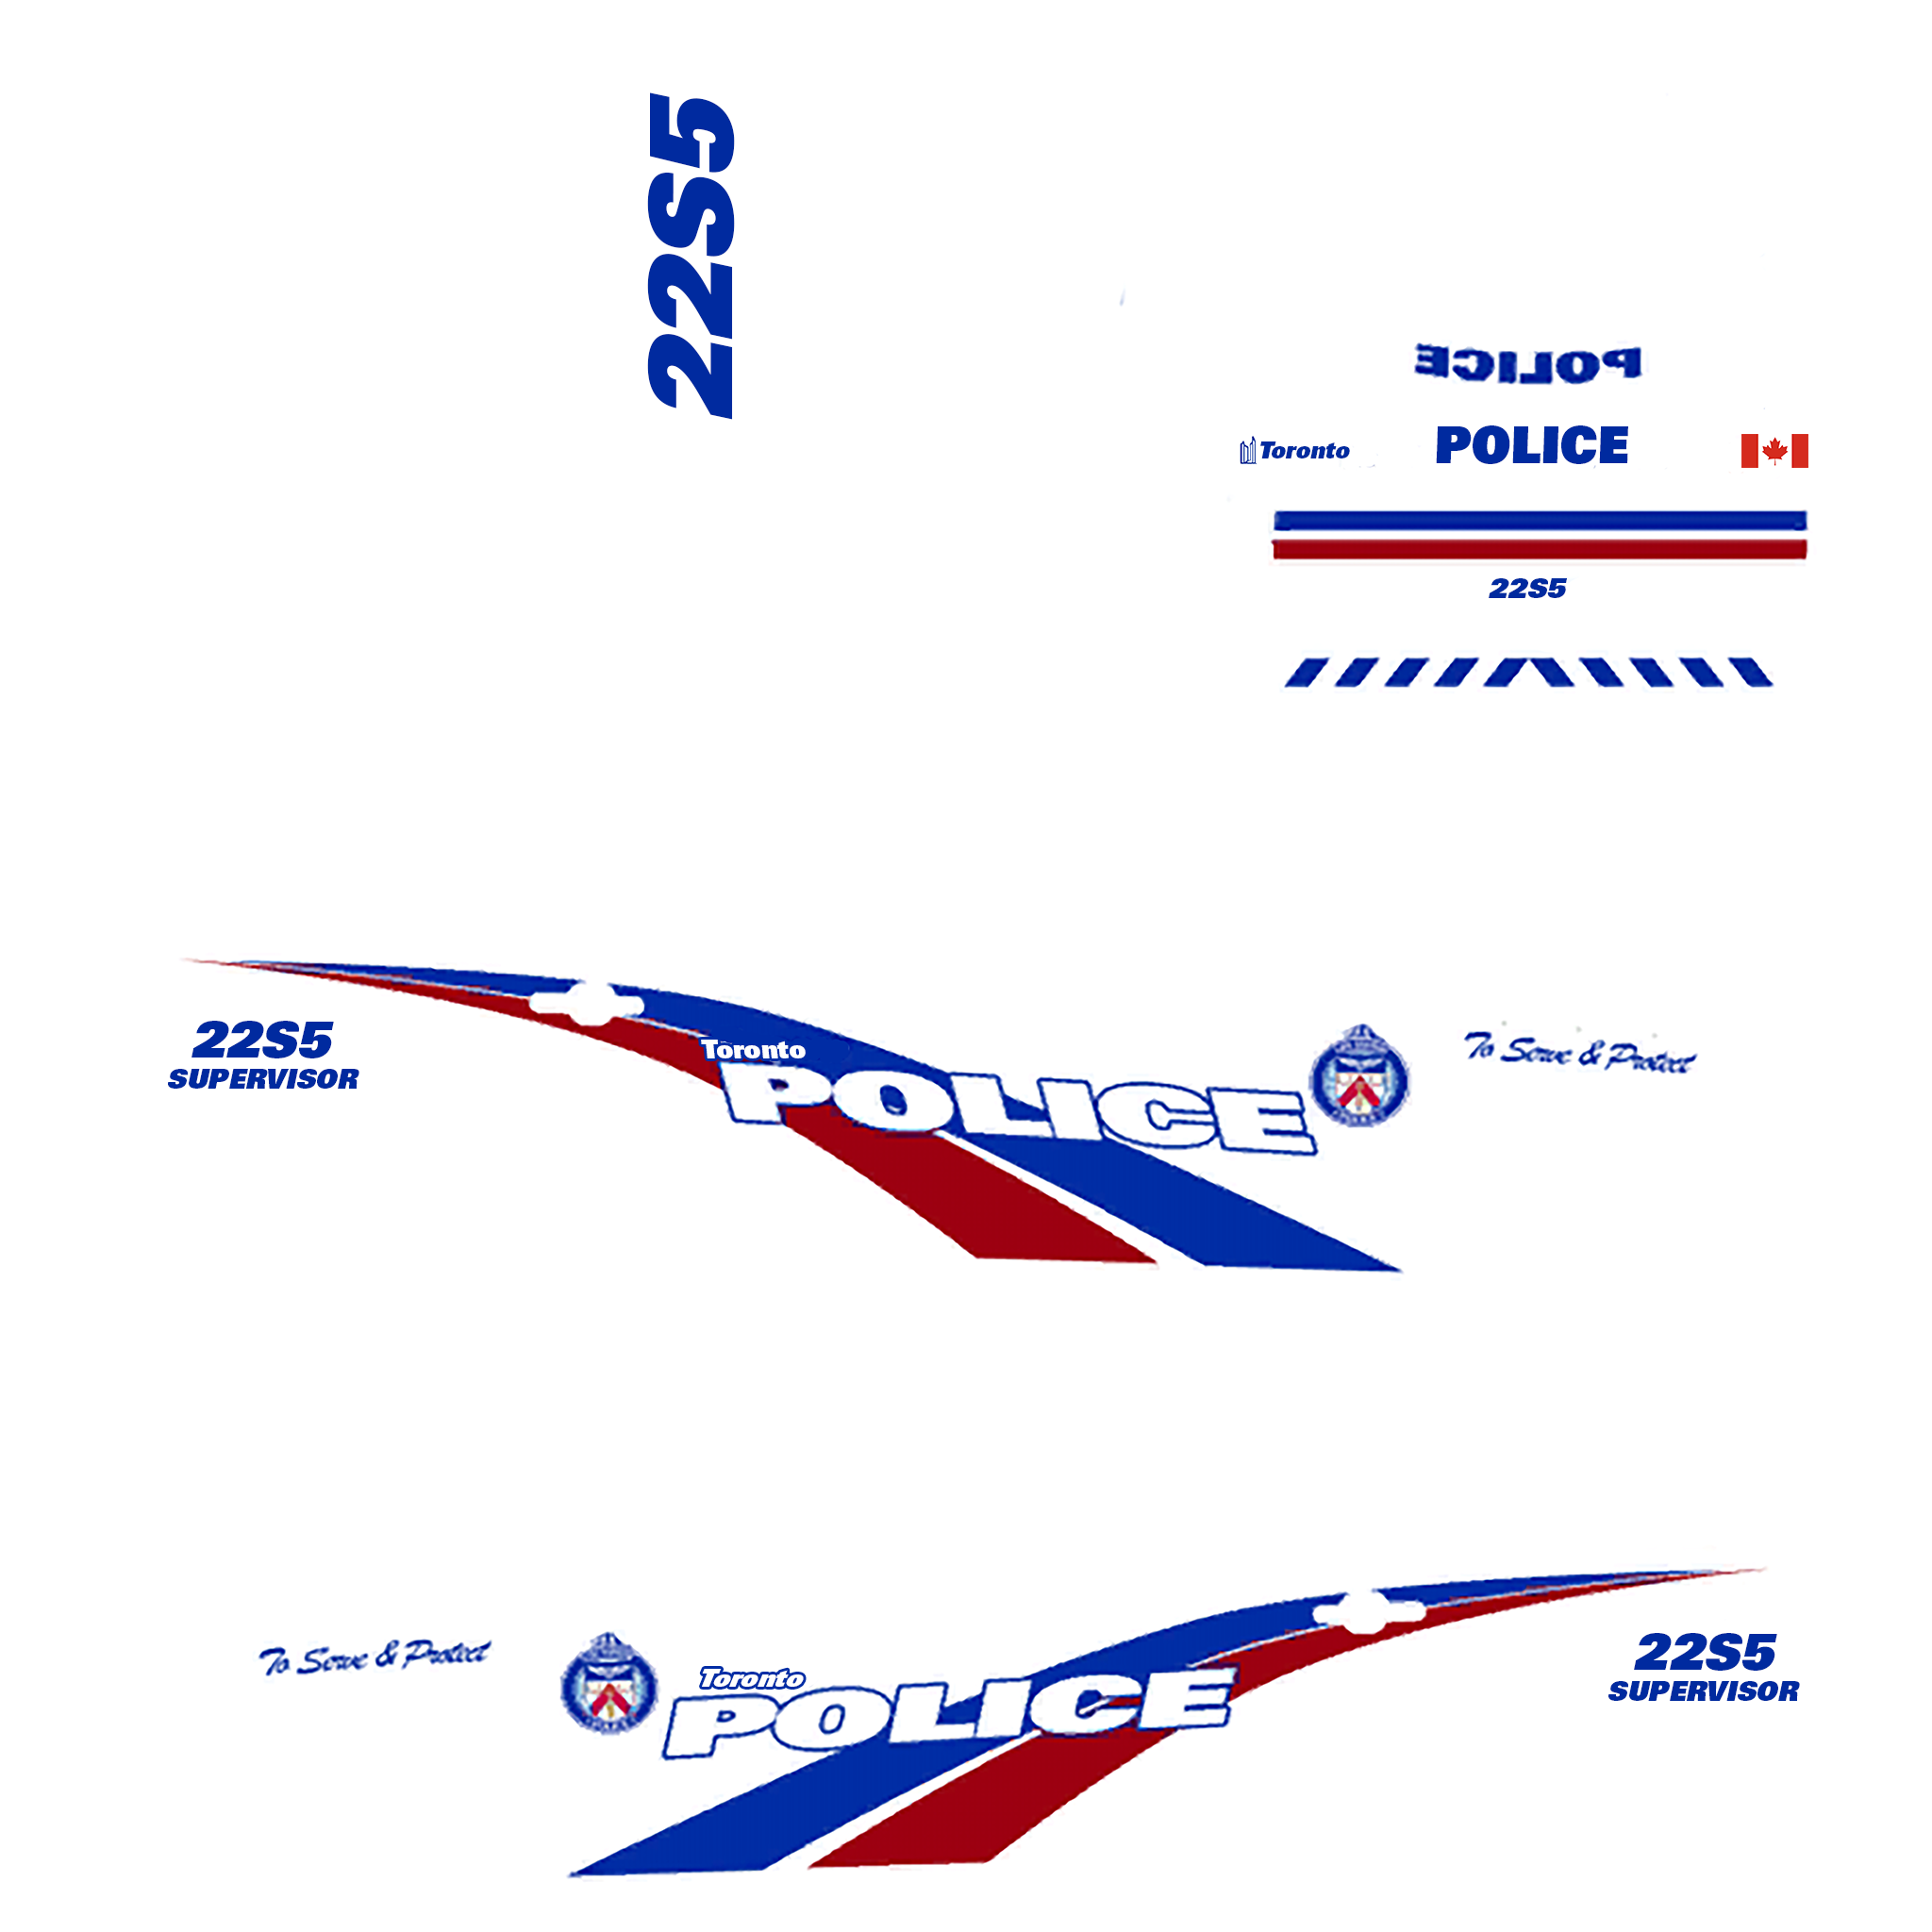 22S5
POLICE
Toronto
POLICE
22S5
22S5
SUPERVISOR
Toronto
POLICE
To Serve & Protect
To Serve & Protect
Toronto
POLICE
22S5
SUPERVISOR